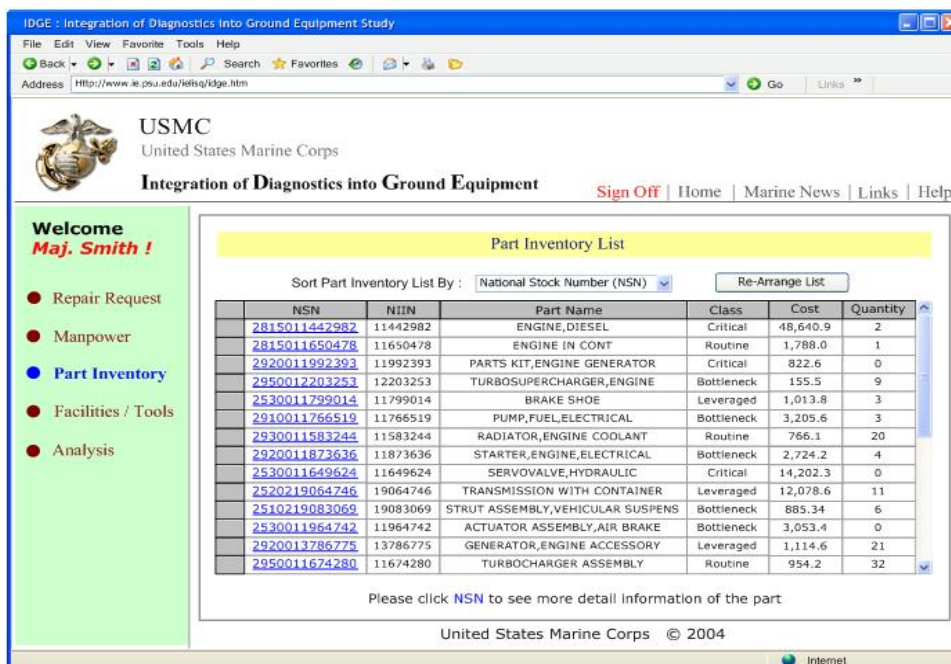 IDGE : Integration of Diagnostics Into Ground Equipment Study
File Edit View Favorite Tools Help
Back Search Favorites
Address Http://www.ie.psu.edu/ielisq/idge.htm Go Links »
USMC
United States Marine Corps
Integration of Diagnostics into Ground Equipment
Sign Off | Home | Marine News | Links | Help
Welcome
Maj. Smith !
Repair Request
Manpower
Part Inventory
Facilities / Tools
Analysis
Part Inventory List
Sort Part Inventory List By : National Stock Number (NSN) Re-Arrange List
NSN NIIN Part Name Class Cost Quantity
2815011442982 11442982 ENGINE,DIESEL Critical 48,640.9 2
2815011650478 11650478 ENGINE IN CONT Routine 1,788.0 1
2920011992393 11992393 PARTS KIT,ENGINE GENERATOR Critical 822.6 0
2950012203253 12203253 TURBOSUPERCHARGER,ENGINE Bottleneck 155.5 9
2530011799014 11799014 BRAKE SHOE Leveraged 1,013.8 3
2910011766519 11766519 PUMP,FUEL,ELECTRICAL Bottleneck 3,205.6 3
2930011583244 11583244 RADIATOR,ENGINE COOLANT Routine 766.1 20
2920011873636 11873636 STARTER,ENGINE,ELECTRICAL Bottleneck 2,724.2 4
2530011649624 11649624 SERVOVALVE,HYDRAULIC Critical 14,202.3 0
2520219064746 19064746 TRANSMISSION WITH CONTAINER Leveraged 12,078.6 11
2510219083069 19083069 STRUT ASSEMBLY,VEHICULAR SUSPENS Bottleneck 885.34 6
2530011964742 11964742 ACTUATOR ASSEMBLY,AIR BRAKE Bottleneck 3,053.4 0
2920013786775 13786775 GENERATOR,ENGINE ACCESSORY Leveraged 1,114.6 21
2950011674280 11674280 TURBOCHARGER ASSEMBLY Routine 954.2 32
Please click NSN to see more detail information of the part
United States Marine Corps © 2004
Internet